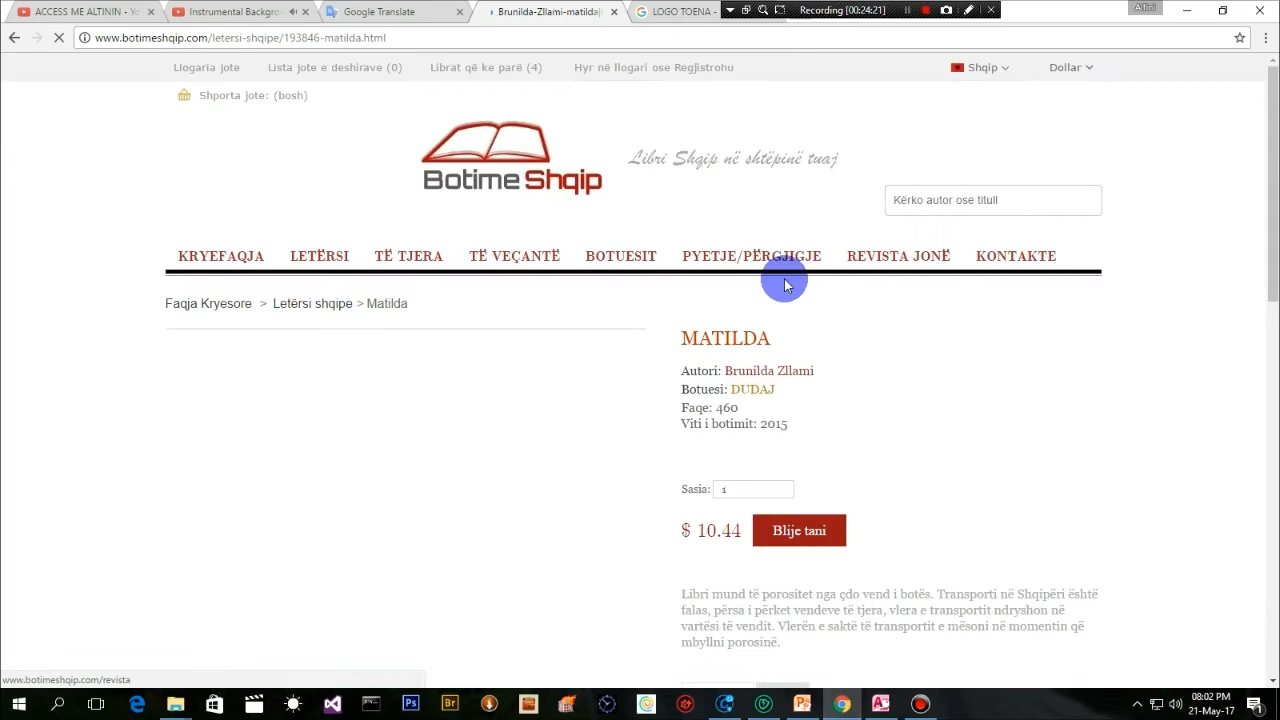 ACCESS ME ALTININ - Yo
Instrumental Backgro
Google Translate
Brunilda-Zllami-matilda|
LOGO TOENA -
Recording [00:24:21]
Altini
www.botimeshqip.com/letersi-shqipe/193846-matilda.html
Llogaria jote
Lista jote e deshirave (0)
Librat që ke parë (4)
Hyr në llogari ose Regjistrohu
Shqip
Dollar
Shporta jote: (bosh)
Botime Shqip
Libri Shqip në shtëpinë tuaj
Kërko autor ose titull
KRYEFAQJA
LETËRSI
TË TJERA
TË VEÇANTË
BOTUESIT
PYETJE/PËRGJIGJE
REVISTA JONË
KONTAKTE
Faqja Kryesore > Letërsi shqipe > Matilda
MATILDA
Autori: Brunilda Zllami
Botuesi: DUDAJ
Faqe: 460
Viti i botimit: 2015
Sasia: 1
$ 10.44
Blije tani
Libri mund të porositet nga çdo vend i botës. Transporti në Shqipëri është
falas, përsa i përket vendeve të tjera, vlera e transportit ndryshon në
vartësi të vendit. Vlerën e saktë të transportit e mësoni në momentin që
mbyllni porosinë.
www.botimeshqip.com/revista
Ps
Br
08:02 PM
21-May-17